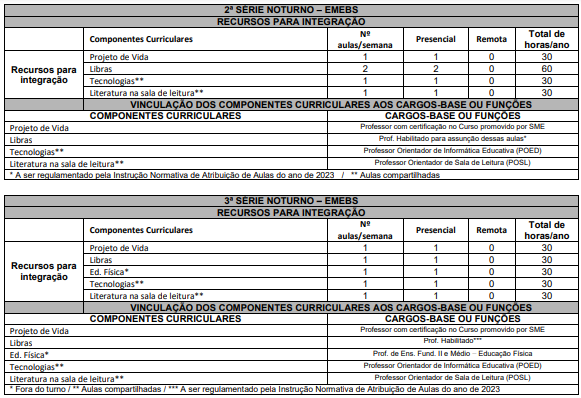 2ª SÉRIE NOTURNO – EMEBS
RECURSOS PARA INTEGRAÇÃO
Recursos para integração
Componentes Curriculares Nº aulas/semana Presencial Remota Total de horas/ano
Projeto de Vida 1 1 0 30
Libras 2 2 0 60
Tecnologias** 1 1 0 30
Literatura na sala de leitura** 1 1 0 30
VINCULAÇÃO DOS COMPONENTES CURRICULARES AOS CARGOS-BASE OU FUNÇÕES
COMPONENTES CURRICULARES CARGOS-BASE OU FUNÇÕES
Projeto de Vida Professor com certificação no Curso promovido por SME
Libras Prof. Habilitado para assunção dessas aulas*
Tecnologias** Professor Orientador de Informática Educativa (POED)
Literatura na sala de leitura** Professor Orientador de Sala de Leitura (POSL)
* A ser regulamentado pela Instrução Normativa de Atribuição de Aulas do ano de 2023 / ** Aulas compartilhadas
3ª SÉRIE NOTURNO – EMEBS
RECURSOS PARA INTEGRAÇÃO
Recursos para integração
Componentes Curriculares Nº aulas/semana Presencial Remota Total de horas/ano
Projeto de Vida 1 1 0 30
Libras 1 1 0 30
Ed. Física* 1 1 0 30
Tecnologias** 1 1 0 30
Literatura na sala de leitura** 1 1 0 30
VINCULAÇÃO DOS COMPONENTES CURRICULARES AOS CARGOS-BASE OU FUNÇÕES
COMPONENTES CURRICULARES CARGOS-BASE OU FUNÇÕES
Projeto de Vida Professor com certificação no Curso promovido por SME
Libras Prof. Habilitado***
Ed. Física* Prof. de Ens. Fund. II e Médio – Educação Física
Tecnologias** Professor Orientador de Informática Educativa (POED)
Literatura na sala de leitura** Professor Orientador de Sala de Leitura (POSL)
* Fora do turno / ** Aulas compartilhadas / *** A ser regulamentado pela Instrução Normativa de Atribuição de Aulas do ano de 2023